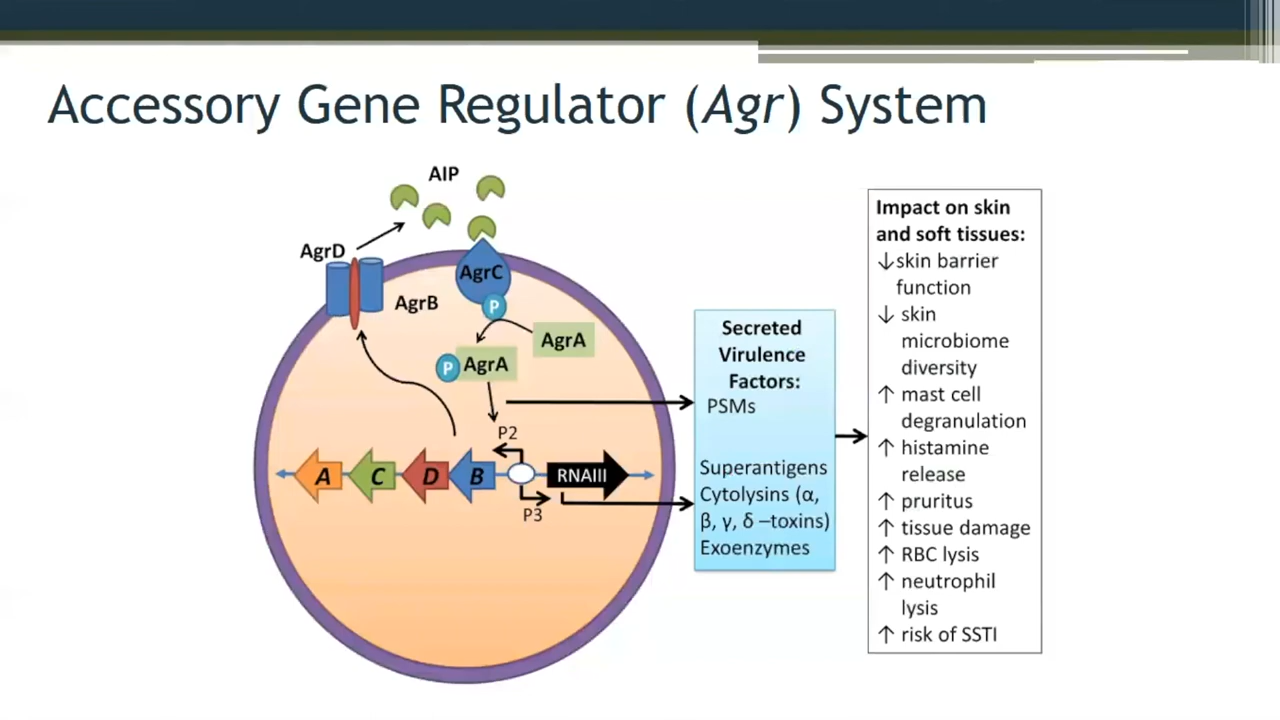 Accessory Gene Regulator (Agr) System
AIP
AgrD
AgrC
AgrB
P
AgrA
P
AgrA
P2
A
C
D
B
RNAIII
P3
Secreted
Virulence
Factors:
PSMs
Superantigens
Cytolysins (α,
β, γ, δ –toxins)
Exoenzymes
Impact on skin
and soft tissues:
↓skin barrier
function
↓ skin
microbiome
diversity
↑ mast cell
degranulation
↑ histamine
release
↑ pruritus
↑ tissue damage
↑ RBC lysis
↑ neutrophil
lysis
↑ risk of SSTI